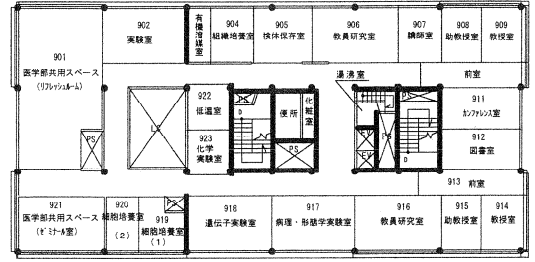 901
医学部共用スペース
(リフレッシュルーム)
902
実験室
有機溶媒室
904
組織培養室
905
検体保存室
906
教員研究室
907
講師室
908
助教授室
909
教授室
前室
922
低温室
923
化学
実験室
PS
LS
PS
D
便所
化粧室
PS
湯沸室
EV
EV
PS
DS
D
911
カンファレンス室
912
図書室
913 前室
921
医学部共用スペース
(ゼミナール室)
920
細胞培養室
(2)
PS
919
細胞培養室
(1)
918
遺伝子実験室
917
病理・形態学実験室
916
教員研究室
915
助教授室
914
教授室